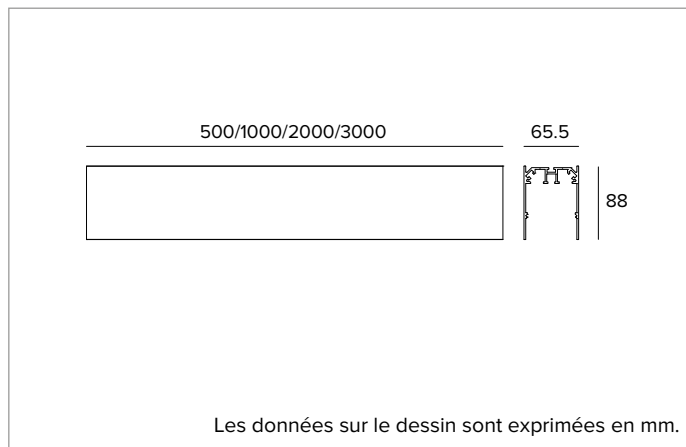 500/1000/2000/3000
65.5
88
Les données sur le dessin sont exprimées en mm.